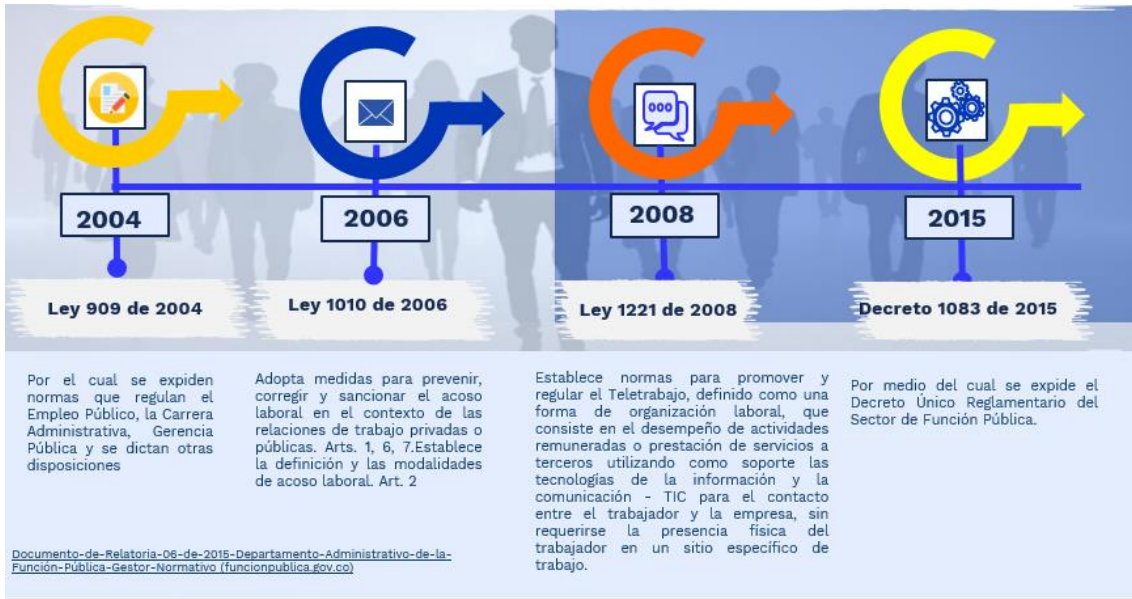 2004
2006
2008
2015
Ley 909 de 2004
Ley 1010 de 2006
Ley 1221 de 2008
Decreto 1083 de 2015
Por el cual se expiden
normas que regulan el
Empleo Público, la Carrera
Administrativa, Gerencia
Pública y se dictan otras
disposiciones
Adopta medidas para prevenir,
corregir y sancionar el acoso
laboral en el contexto de las
relaciones de trabajo privadas o
públicas. Arts. 1, 6, 7.Establece
la definición y las modalidades
de acoso laboral. Art. 2
Establece normas para promover y
regular el Teletrabajo, definido como una
forma de organización laboral, que
consiste en el desempeño de actividades
remuneradas o prestación de servicios a
terceros utilizando como soporte las
tecnologías de la información y la
comunicación - TIC para el contacto
entre el trabajador y la empresa, sin
requerirse la presencia física del
trabajador en un sitio específico de
trabajo.
Por medio del cual se expide el
Decreto Único Reglamentario del
Sector de Función Pública.
Documento-de-Relatoria-06-de-2015-Departamento-Administrativo-de-la-
Función-Pública-Gestor-Normativo (funcionpublica.gov.co)